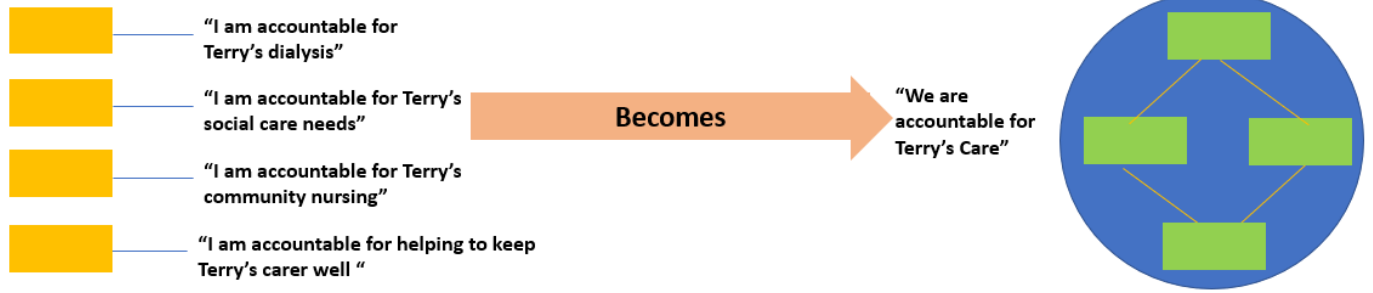 “I am accountable for
Terry’s dialysis”
“I am accountable for Terry’s
social care needs”
“I am accountable for Terry’s
community nursing”
“I am accountable for helping to keep
Terry’s carer well “
Becomes
“We are
accountable for
Terry’s Care”